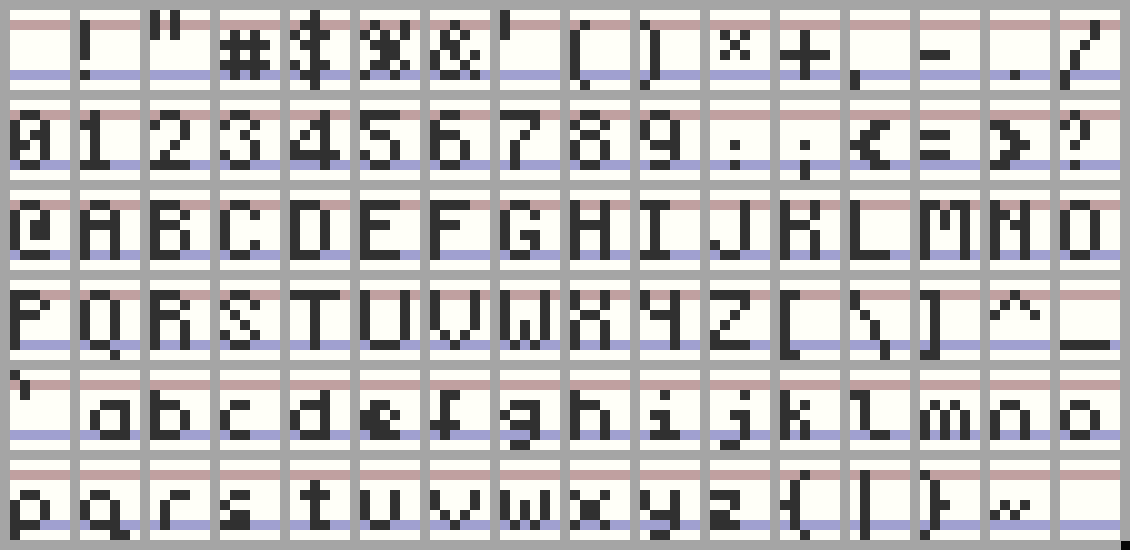 ! " # $ % & ' ( ) * + , - . /
0 1 2 3 4 5 6 7 8 9 : ; < = > ?
@ A B C D E F G H I J K L M N O
P Q R S T U V W X Y Z [ \ ] ^ _
` a b c d e f g h i j k l m n o
p q r s t u v w x y z { | } ~